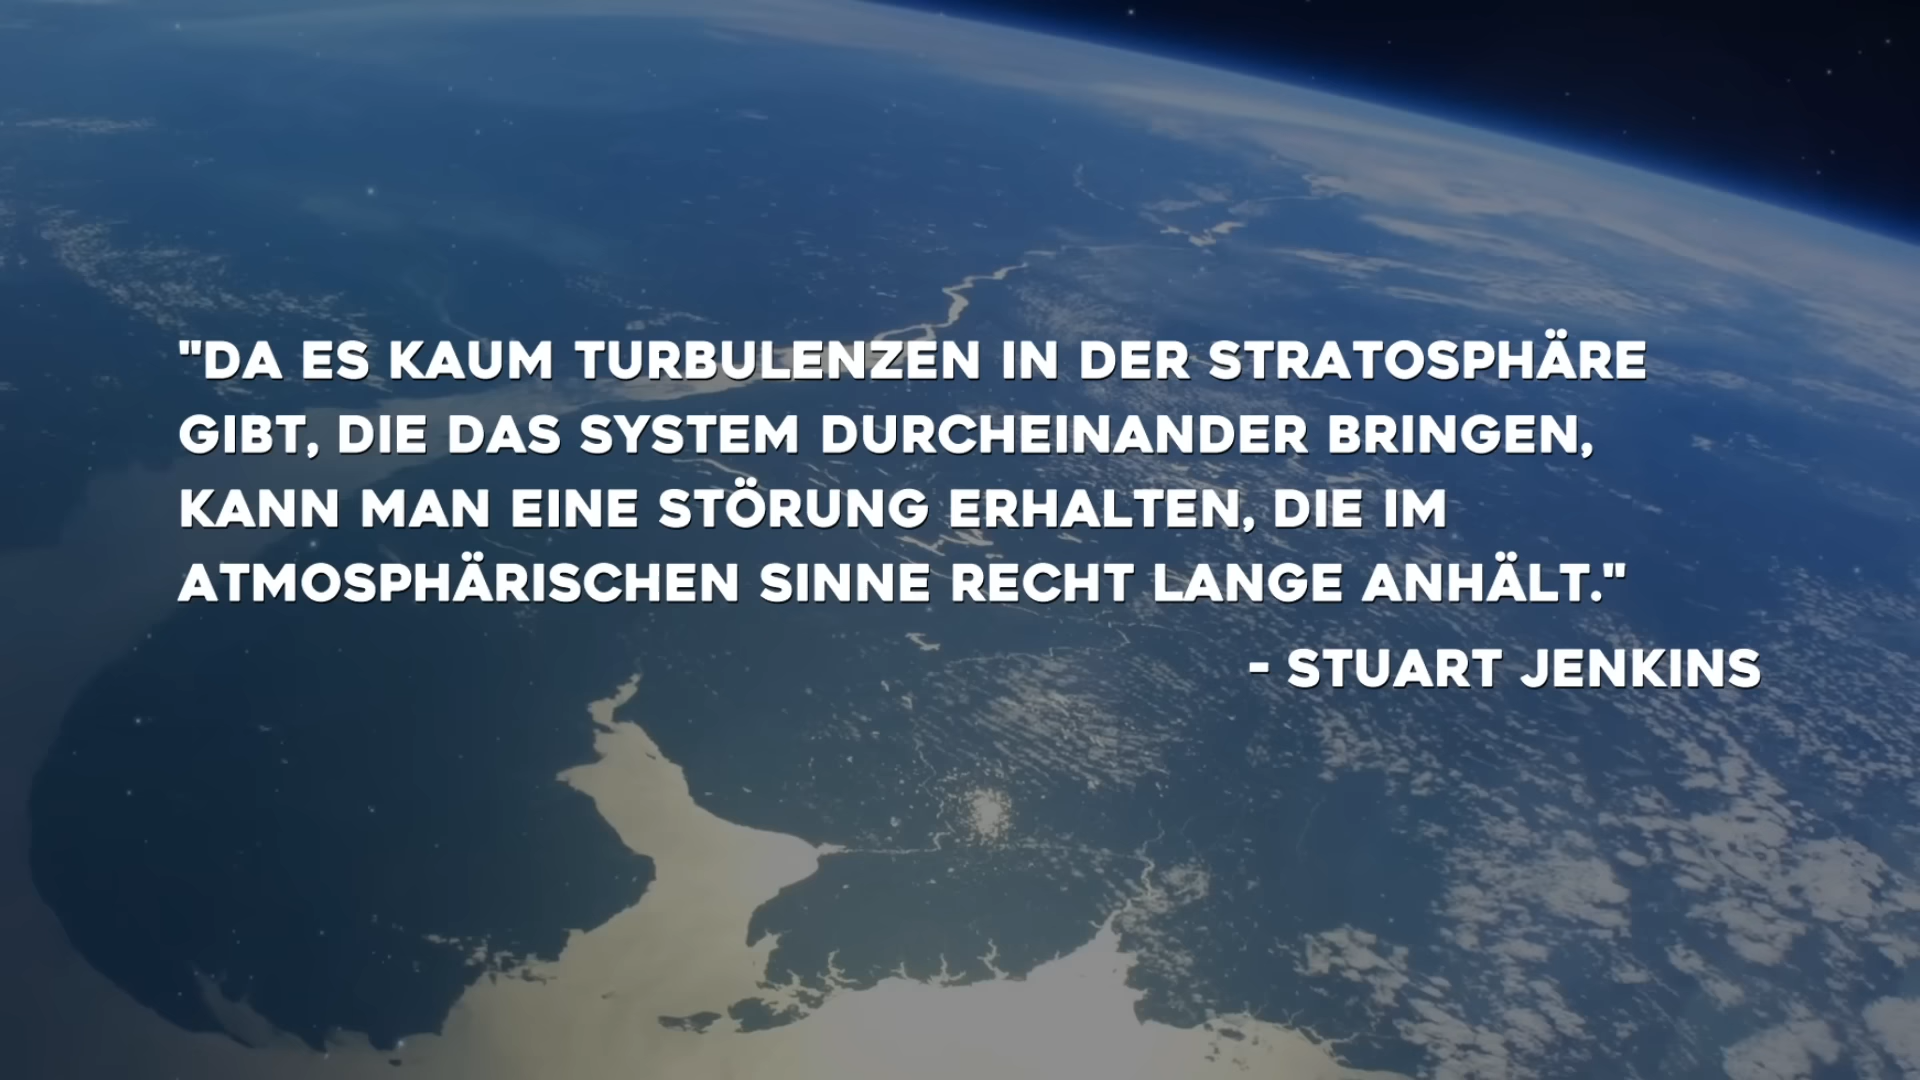 "DA ES KAUM TURBULENZEN IN DER STRATOSPHÄRE
GIBT, DIE DAS SYSTEM DURCHEINANDER BRINGEN,
KANN MAN EINE STÖRUNG ERHALTEN, DIE IM
ATMOSPHÄRISCHEN SINNE RECHT LANGE ANHÄLT."
- STUART JENKINS